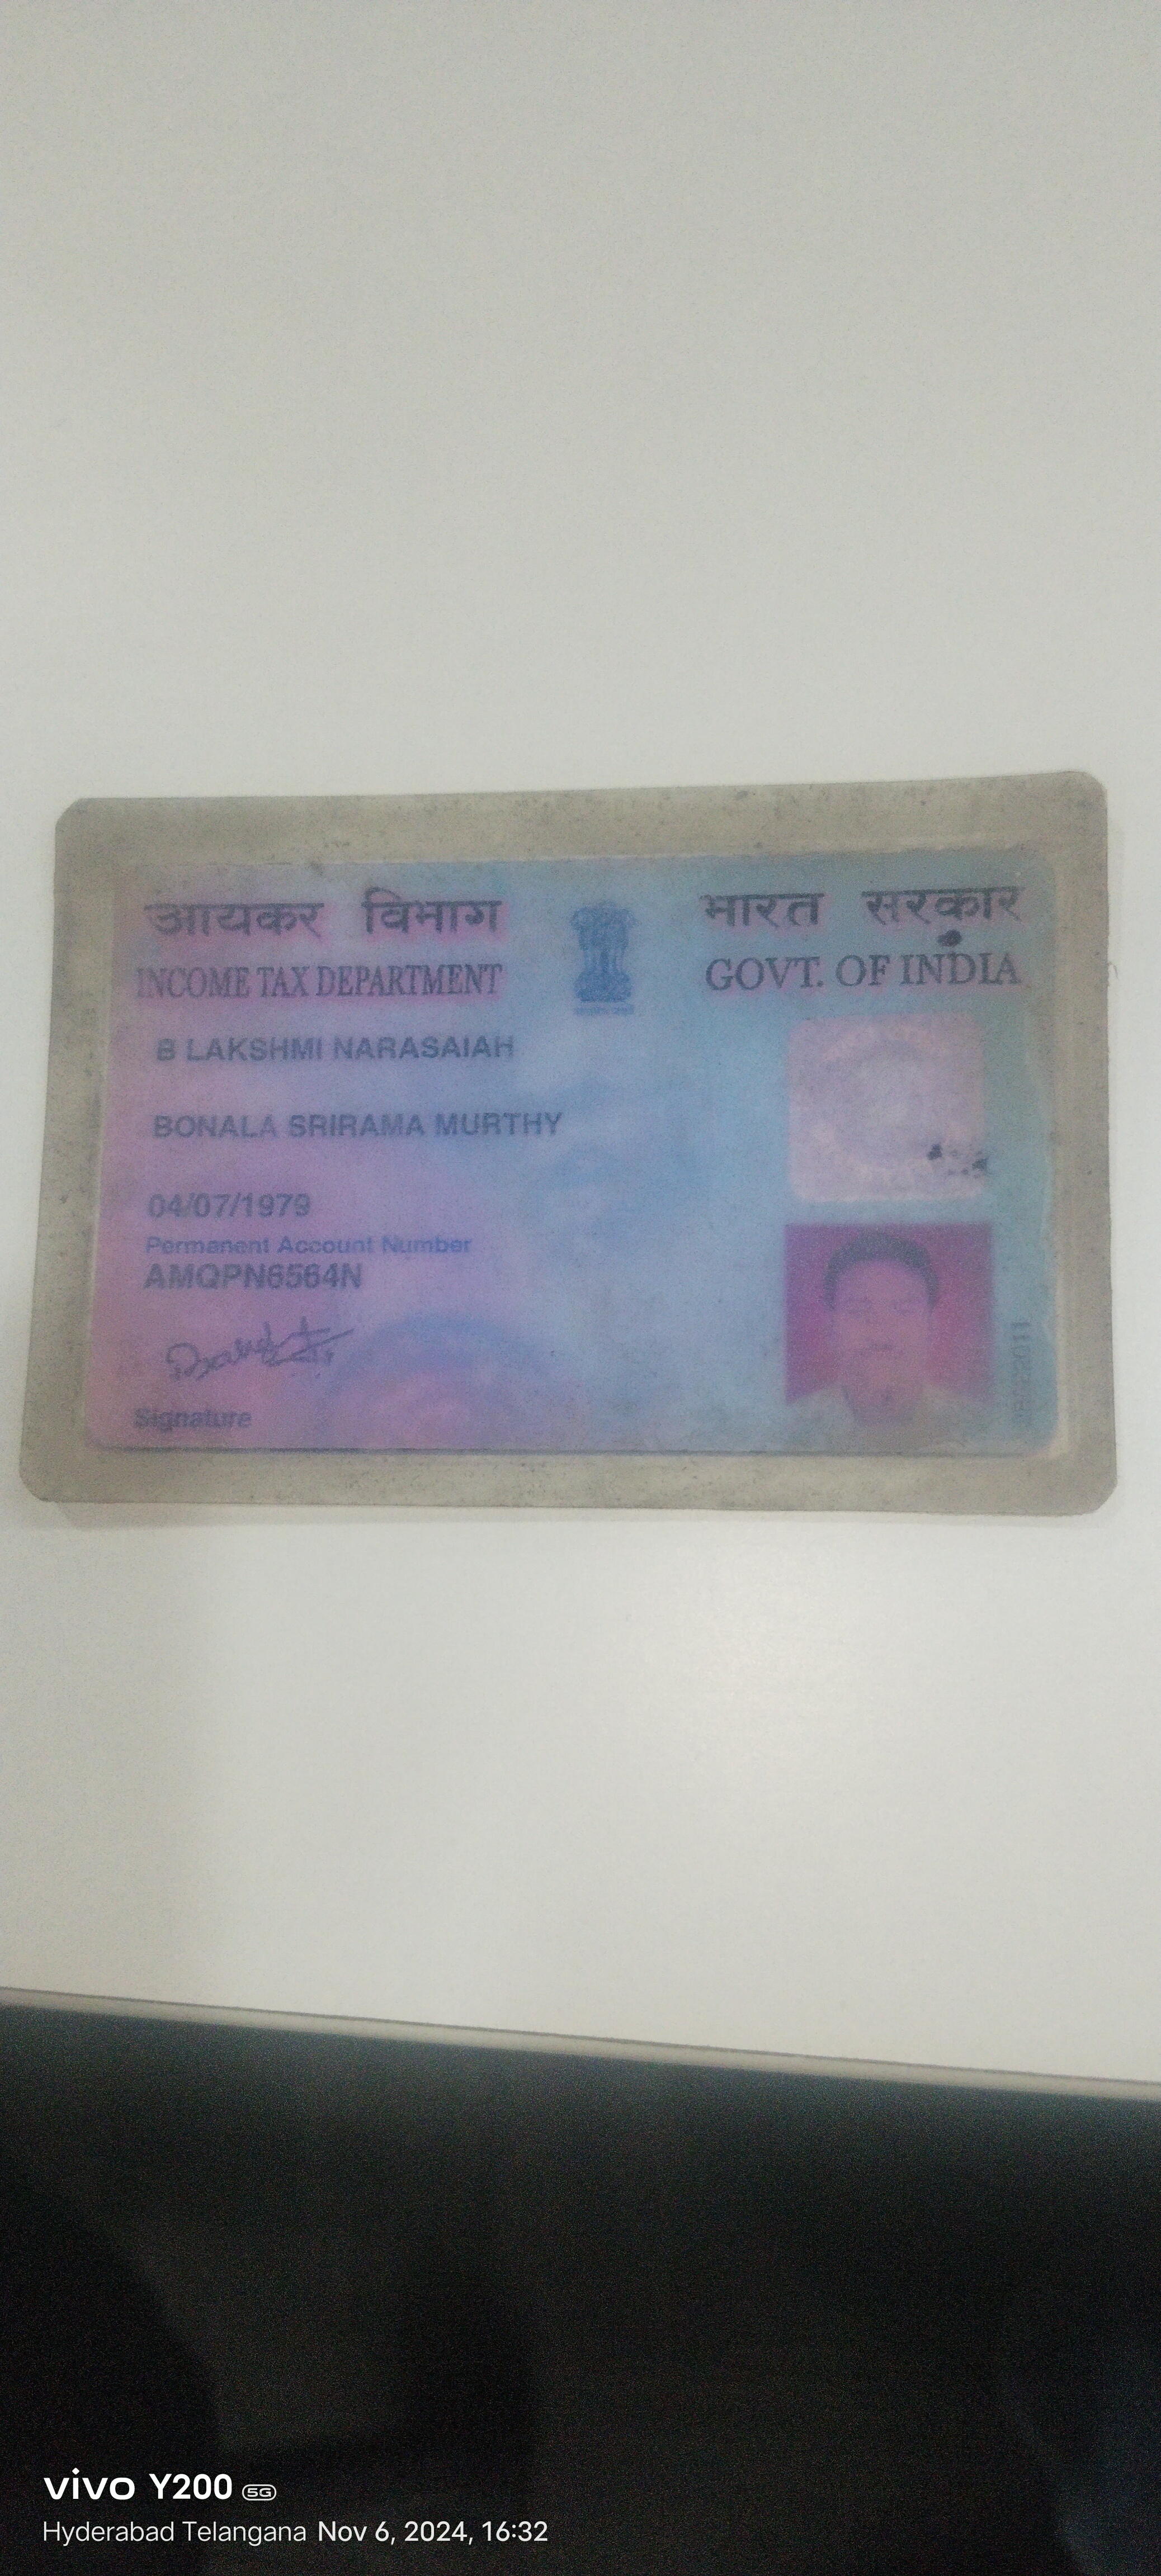 आयकर विभाग
INCOME TAX DEPARTMENT
भारत सरकार
GOVT. OF INDIA
B LAKSHMI NARASAIAH
BONALA SRIRAMA MURTHY
04/07/1979
Permanent Account Number
AMQPN6564N
Signature
vivo Y200 5G
Hyderabad Telangana Nov 6, 2024, 16:32